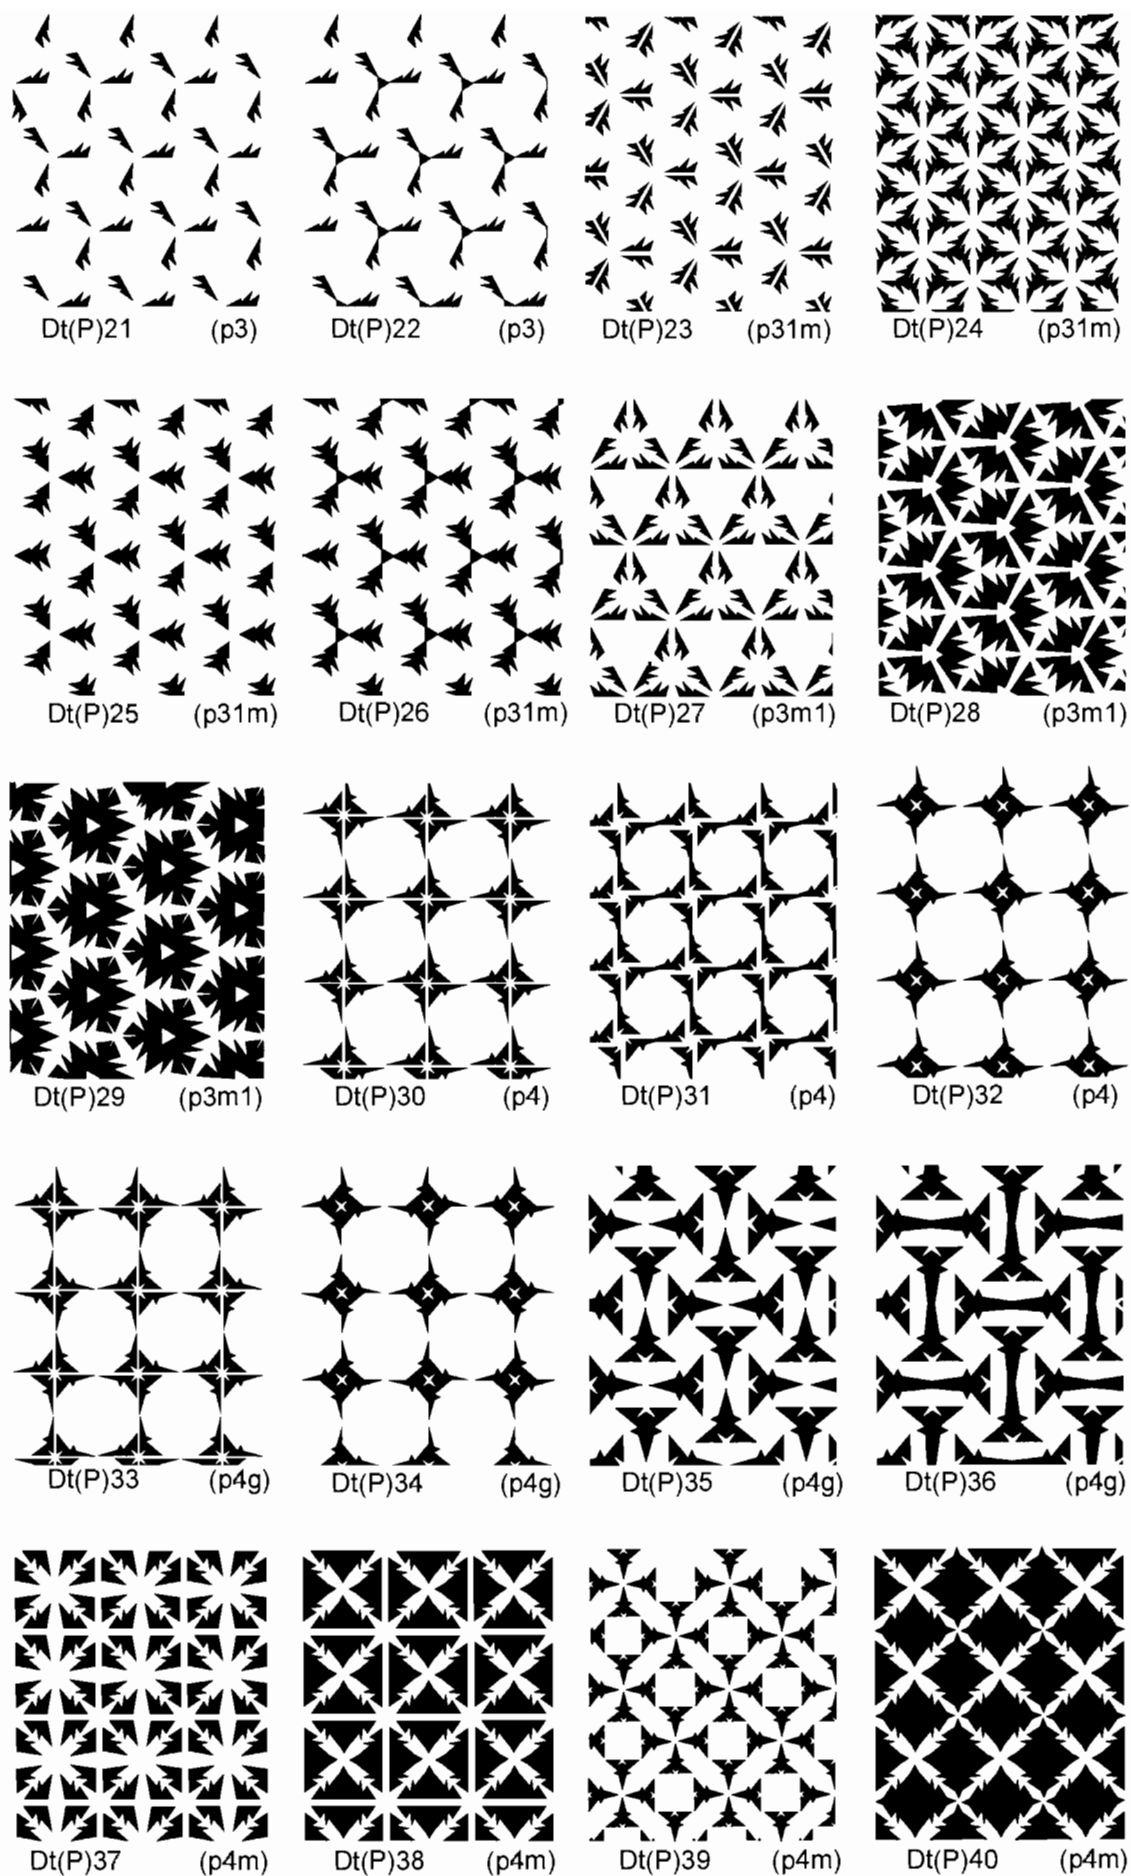 Dt(P)21 (p3) Dt(P)22 (p3) Dt(P)23 (p31m) Dt(P)24 (p31m)
Dt(P)25 (p31m) Dt(P)26 (p31m) Dt(P)27 (p3m1) Dt(P)28 (p3m1)
Dt(P)29 (p3m1) Dt(P)30 (p4) Dt(P)31 (p4) Dt(P)32 (p4)
Dt(P)33 (p4g) Dt(P)34 (p4g) Dt(P)35 (p4g) Dt(P)36 (p4g)
Dt(P)37 (p4m) Dt(P)38 (p4m) Dt(P)39 (p4m) Dt(P)40 (p4m)